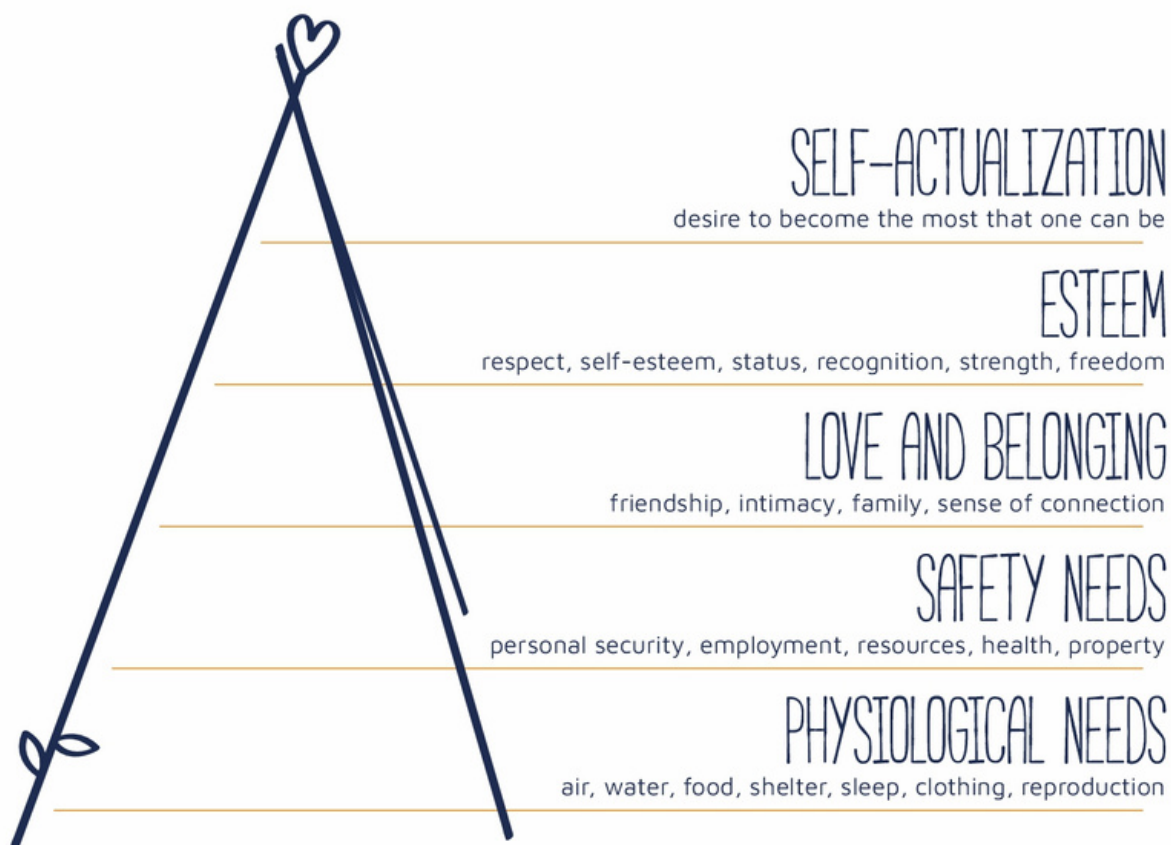 SELF-ACTUALIZATION
desire to become the most that one can be
ESTEEM
respect, self-esteem, status, recognition, strength, freedom
LOVE AND BELONGING
friendship, intimacy, family, sense of connection
SAFETY NEEDS
personal security, employment, resources, health, property
PHYSIOLOGICAL NEEDS
air, water, food, shelter, sleep, clothing, reproduction